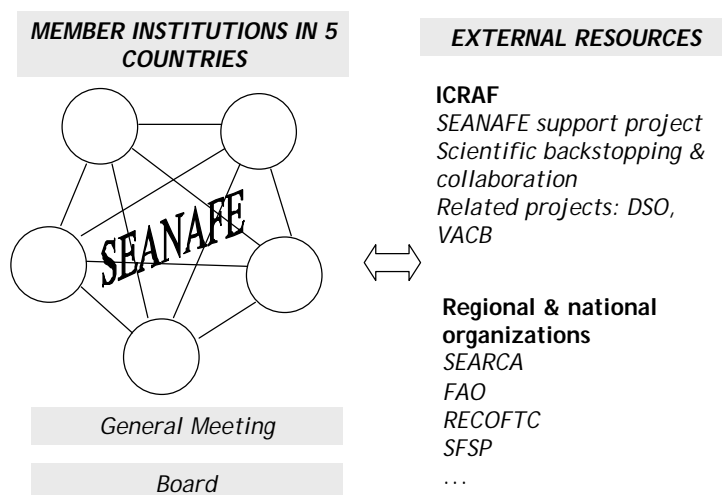 MEMBER INSTITUTIONS IN 5
COUNTRIES
SEANAFE
General Meeting
Board
EXTERNAL RESOURCES
ICRAF
SEANAFE support project
Scientific backstopping &
collaboration
Related projects: DSO,
VACB
Regional & national
organizations
SEARCA
FAO
RECOFTC
SFSP
...